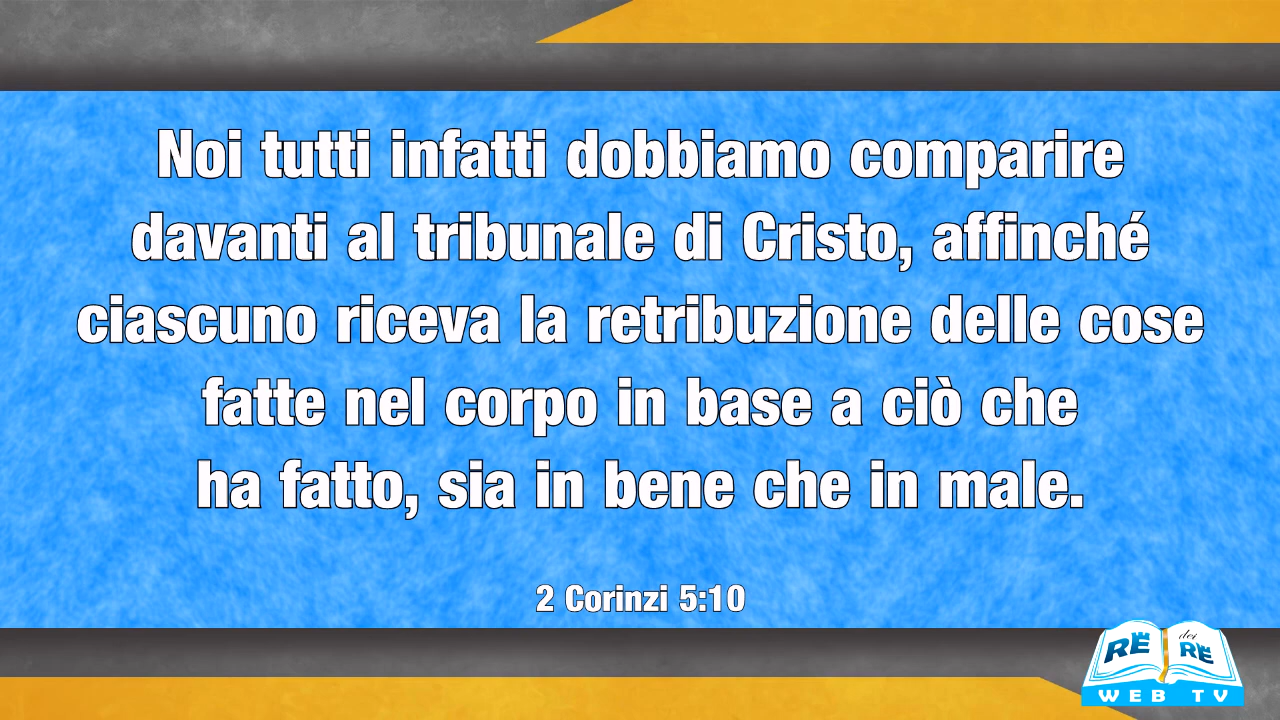 Noi tutti infatti dobbiamo comparire
davanti al tribunale di Cristo, affinché
ciascuno riceva la retribuzione delle cose
fatte nel corpo in base a ciò che
ha fatto, sia in bene che in male.
2 Corinzi 5:10
RE dei RE
WEB TV